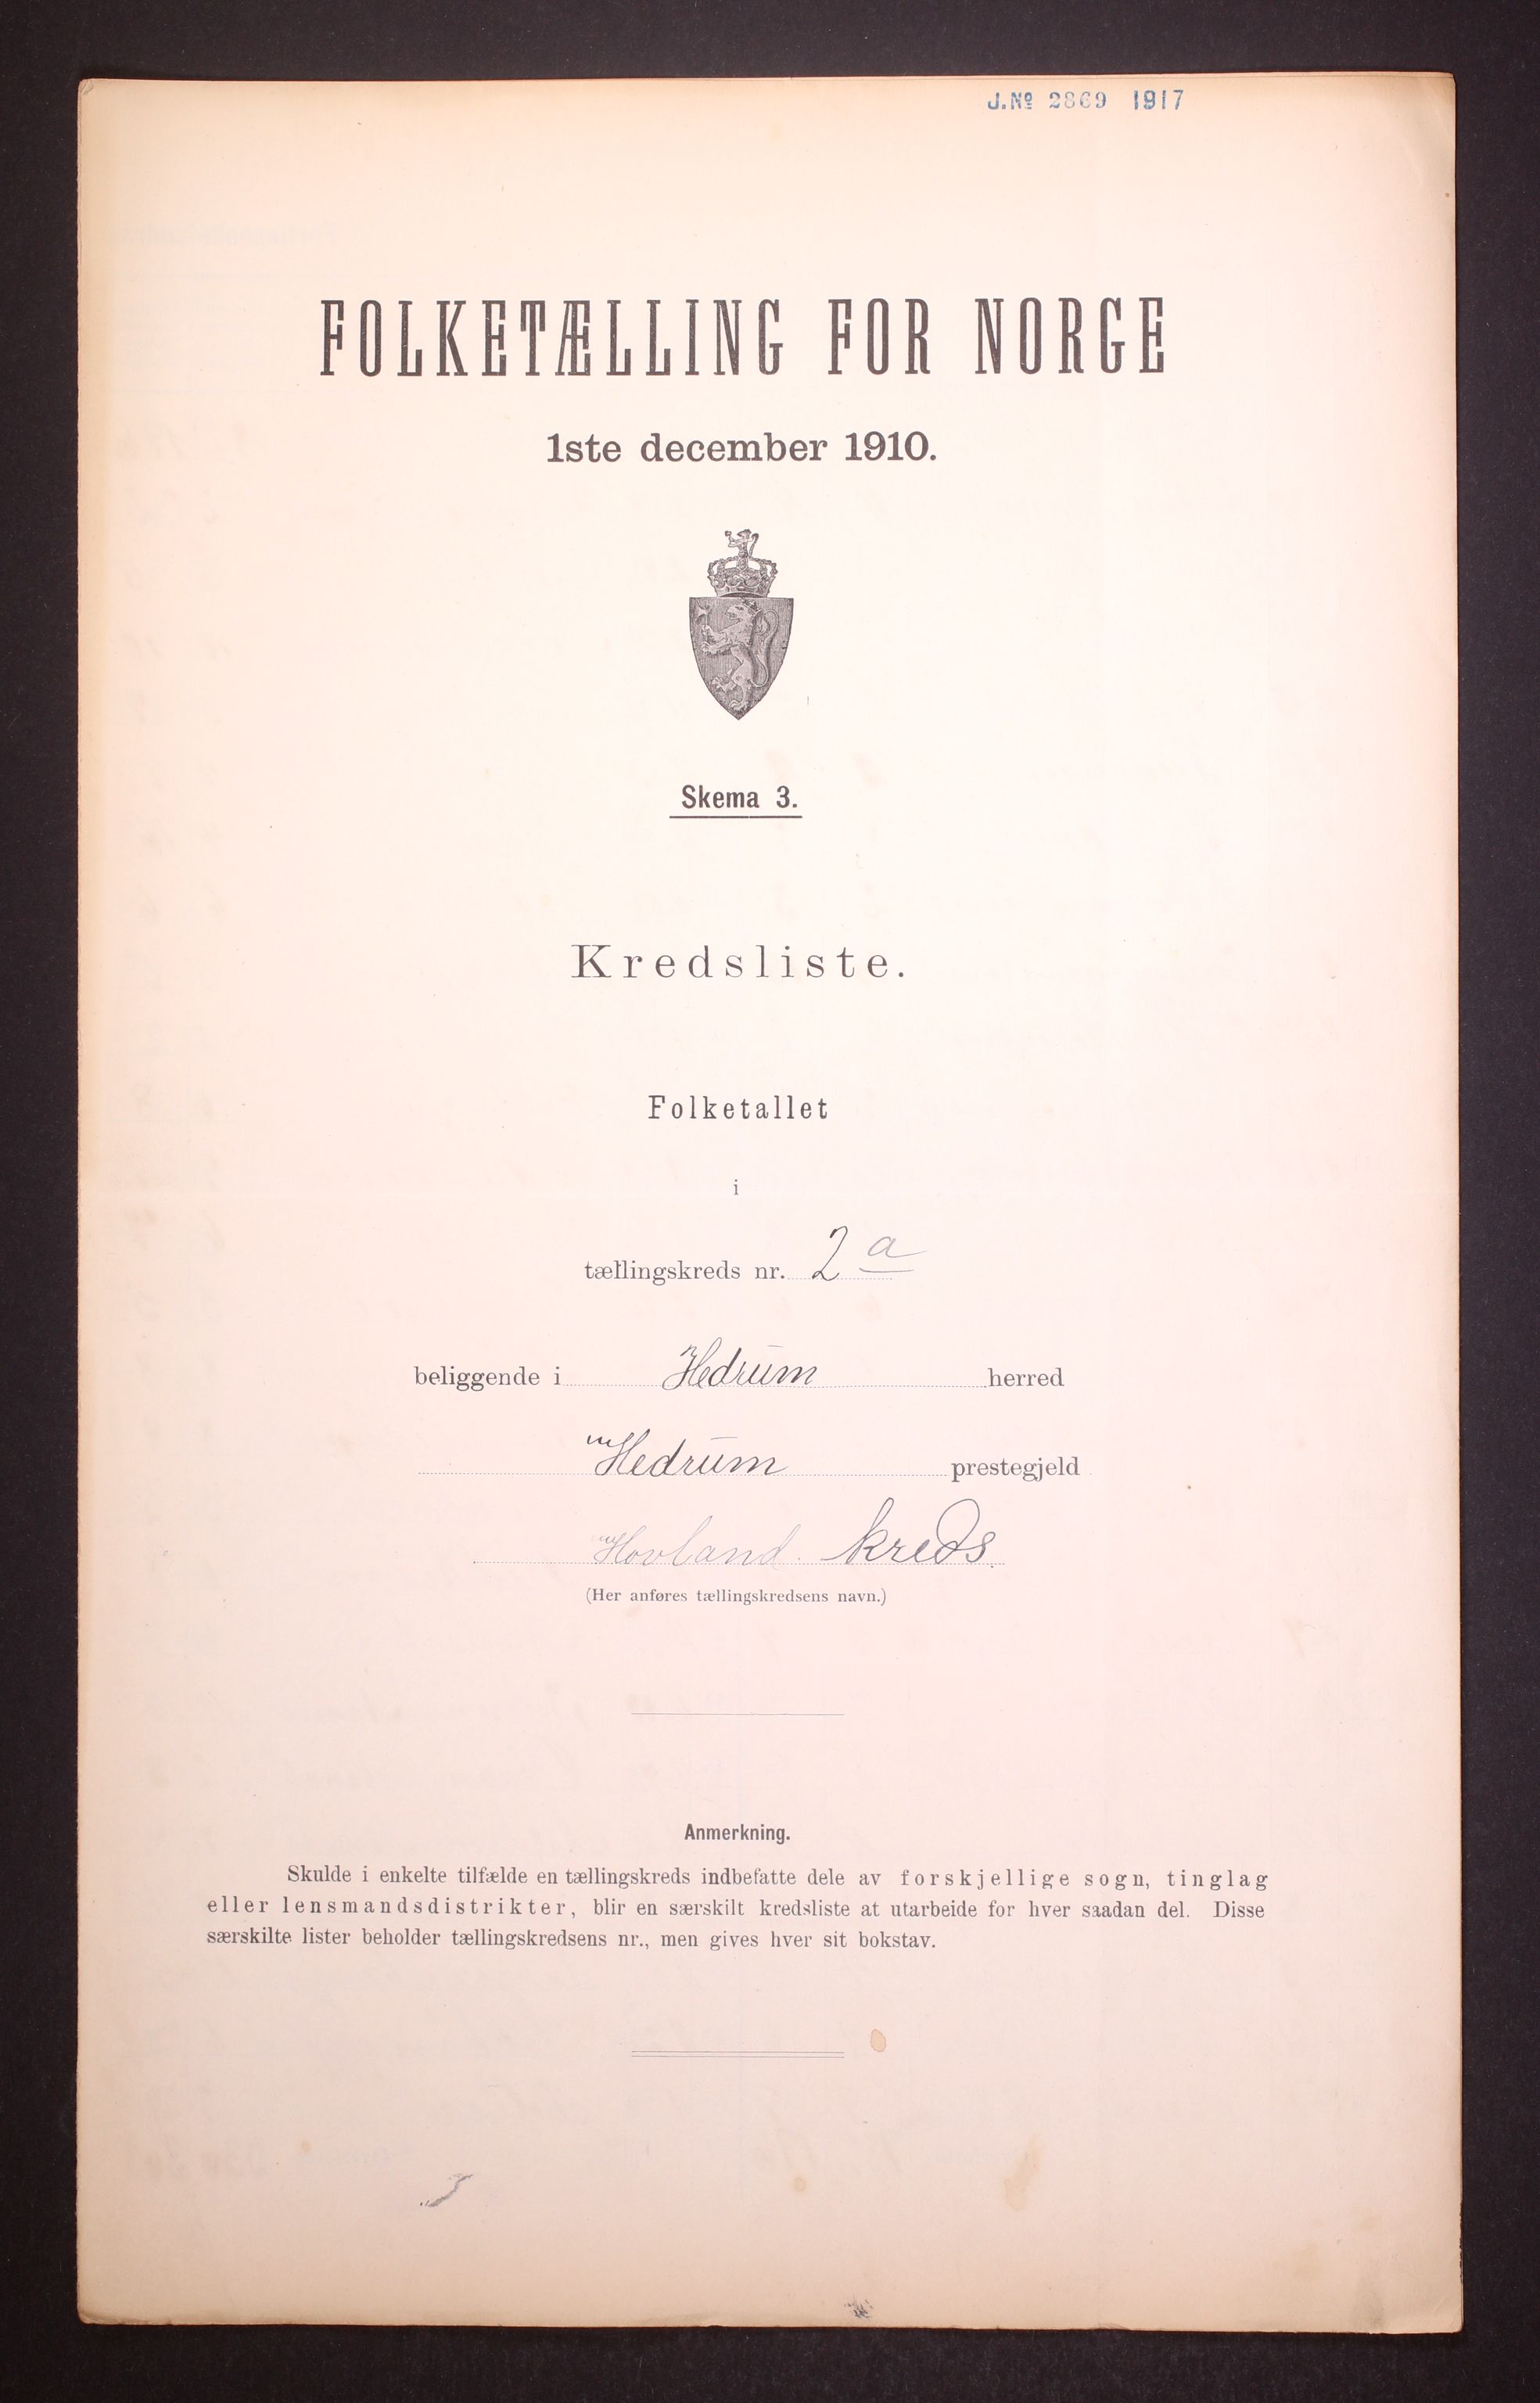 J.Nº 2869 1917
FOLKETÆLLING FOR NORGE
1ste december 1910.
Skema 3.
Kredsliste.
Folketallet
i
tællingskreds nr. 2 a
beliggende i Hedrum herred
Hedrum prestegjeld
Hovland kreds.
(Her anføres tællingskredsens navn.)
Anmerkning.
Skulde i enkelte tilfælde en tællingskreds indbefatte dele av forskjellige sogn, tinglag
eller lensmandsdistrikter, blir en særskilt kredsliste at utarbeide for hver saadan del. Disse
særskilte lister beholder tællingskredsens nr., men gives hver sit bokstav.